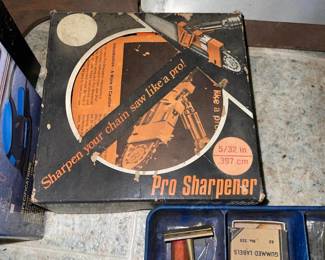 Sharpen your chain saw like a pro!
like a pro
5/32 in
397 cm
Pro Sharpener
GUMMED LABELS